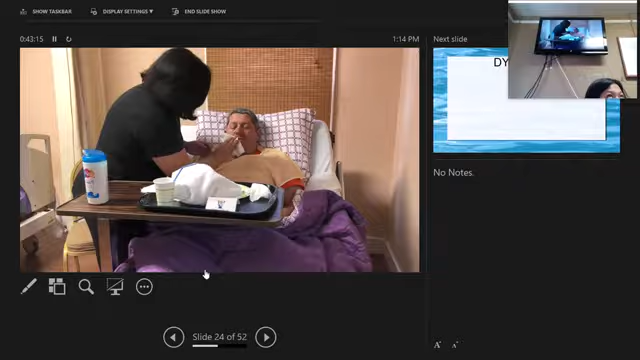 SHOW TASKBAR
DISPLAY SETTINGS ▼
END SLIDE SHOW
0:43:15
1:14 PM
Next slide
DY
No Notes.
Slide 24 of 52
A
A